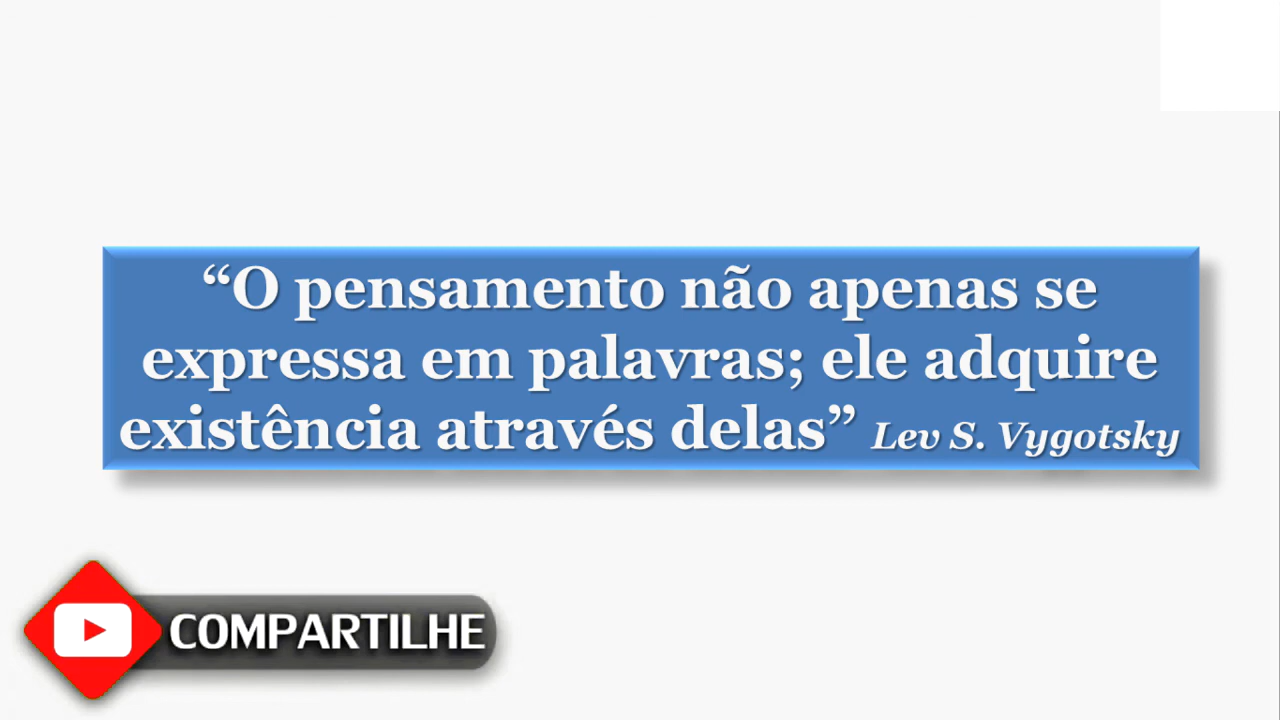 “O pensamento não apenas se
expressa em palavras; ele adquire
existência através delas” Lev S. Vygotsky
COMPARTILHE